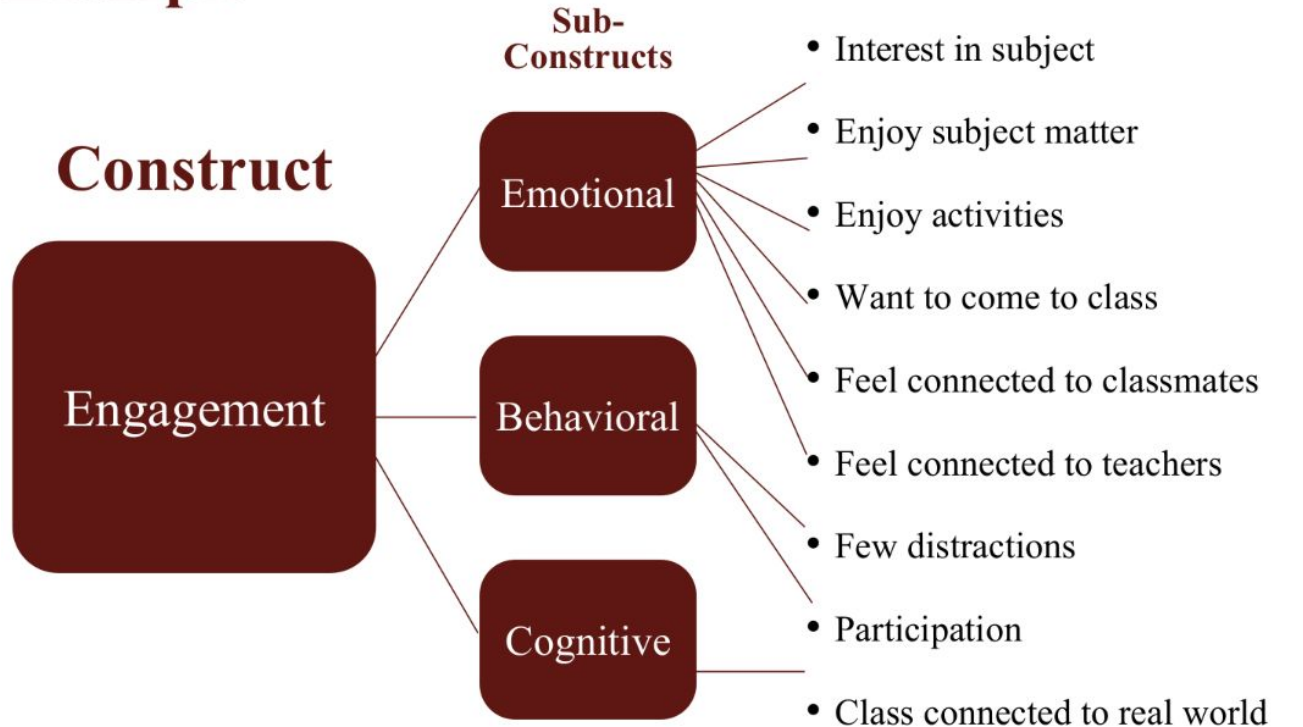 Sub-
Constructs
Construct
Engagement
Emotional
Behavioral
Cognitive
• Interest in subject
• Enjoy subject matter
• Enjoy activities
• Want to come to class
• Feel connected to classmates
• Feel connected to teachers
• Few distractions
• Participation
• Class connected to real world